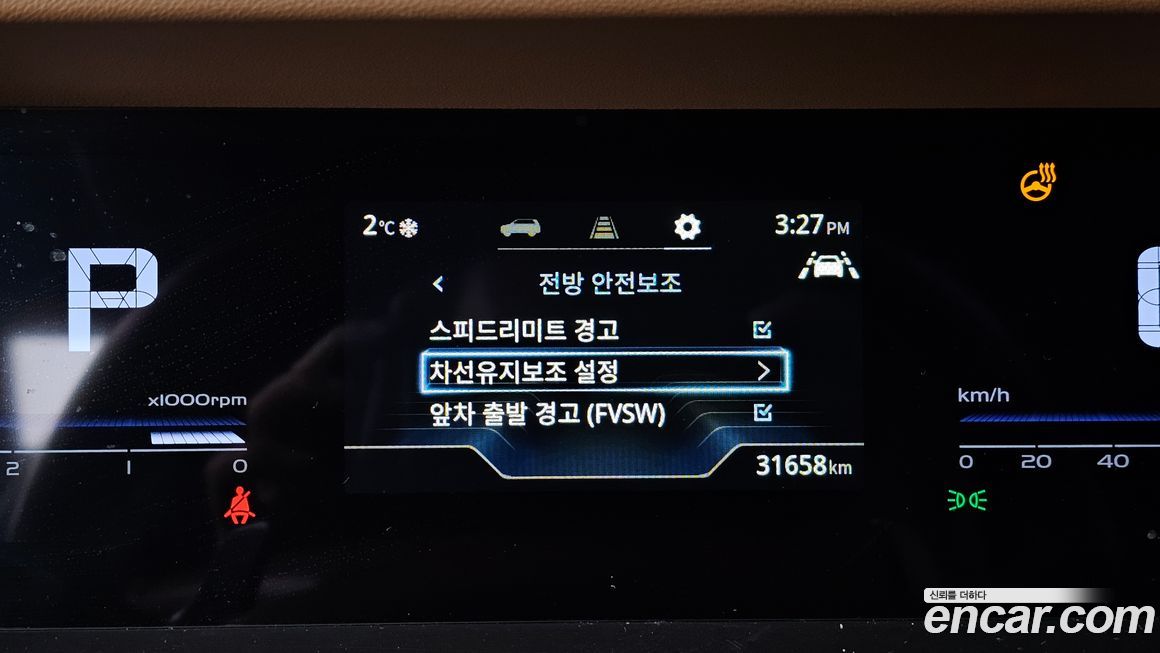 2°C
3:27 PM
P
전방 안전보조
스피드리미트 경고
차선유지보조 설정
앞차 출발 경고 (FVSW)
x1000rpm
2 1 0
km/h
0 20 40
31658km
신뢰를 더하다
encar.com